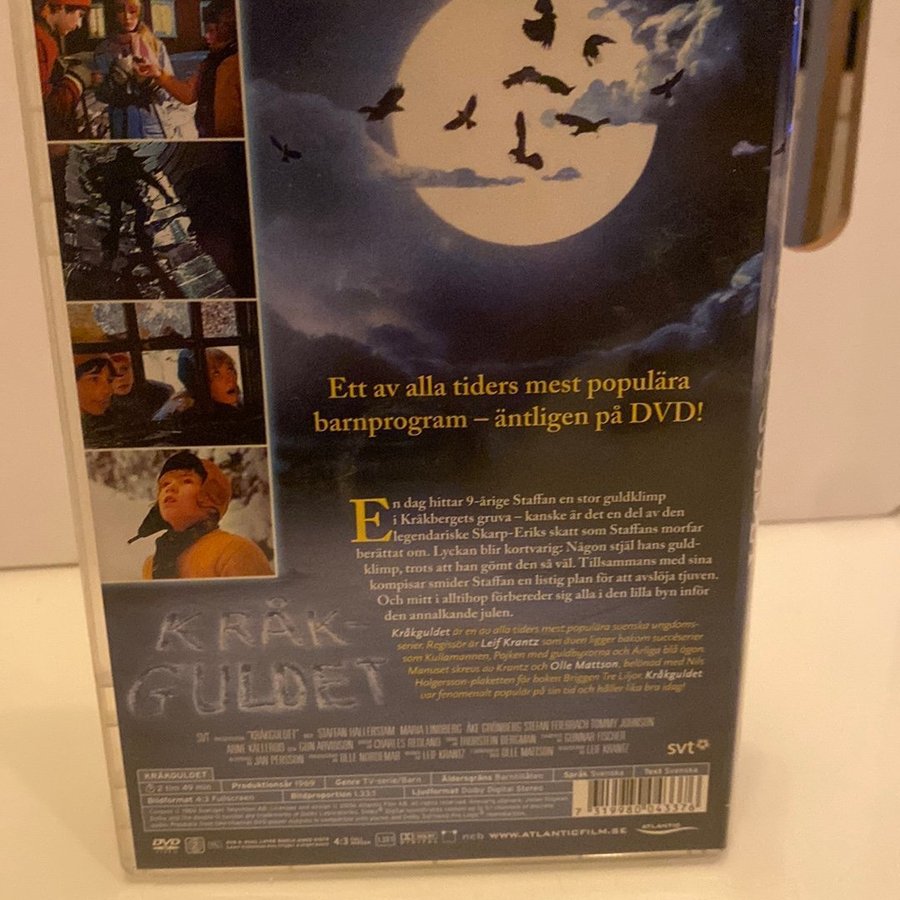 Ett av alla tiders mest populära
barnprogram – äntligen på DVD!
En dag hittar 9-årige Staffan en stor guldklimp
i Kråkbergets gruva – kanske är det en del av den
legendariske Skarp-Eriks skatt som Staffans morfar
berättat om. Lyckan blir kortvarig: Någon stjäl hans guld-
klimp, trots att han gömt den så väl. Tillsammans med sina
kompisar smider Staffan en listig plan för att avslöja tjuven.
Och mitt i alltihop förbereder sig alla i den lilla byn inför
den annalkande julen.
Kråkguldet är en av alla tiders mest populära svenska ungdoms-
serier. Regissör är Leif Krantz som även ligger bakom succéserier
som Kullamannen, Pojken med guldbyxorna och Ärliga blå ögon.
Manuset skrevs av Krantz och Olle Mattson, belönad med Nils
Holgersson-plaketten för boken Briggen Tre Liljor. Kråkguldet
var fenomenalt populär på sin tid och håller lika bra idag!
KRÅK-
GULDET
SVT "KRÅKGULDET" STAFFAN HALLERSTAM MARIA LINDBERG ÅKE GRÖNBERG STEFAN FEIERBACH TOMMY JOHNSON
ARNE KÄLLERUD GUN ARVIDSON CHARLES REDLAND THORSTEIN BERGMAN GUNNAR FISCHER
JAN PERSSON OLLE NORDEMAR LEIF KRANTZ OLLE MATTSON LEIF KRANTZ
svt
KRÅKGULDET
2 tim 49 min Produktionsår 1969 Genre TV-serie/Barn Åldersgräns Barntillåten Språk Svenska Text Svenska
Bildformat 4:3 Fullscreen Bildproportion 1.33:1 Ljudformat Dolby Digital Stereo
7 319980 043376
DVD 2 4:3 1.33:1 ncb WWW.ATLANTICFILM.SE ATLANTIC